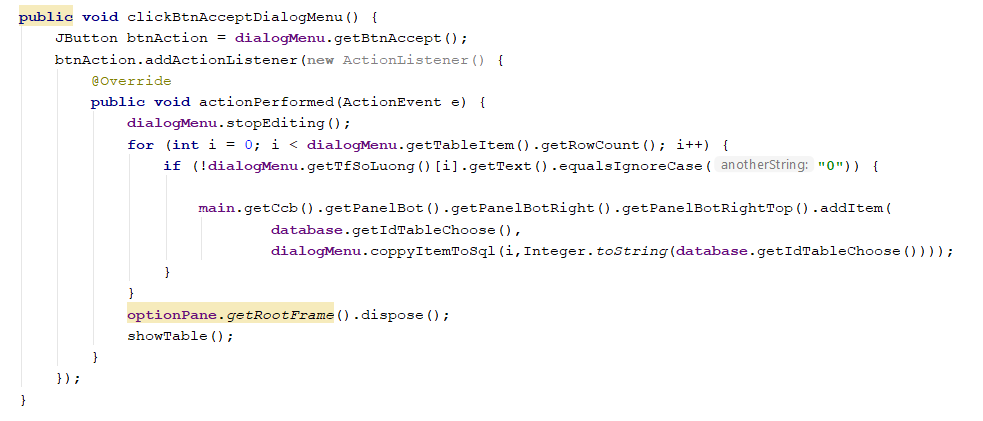 public void clickBtnAcceptDialogMenu() {
    JButton btnAction = dialogMenu.getBtnAccept();
    btnAction.addActionListener(new ActionListener() {
        @Override
        public void actionPerformed(ActionEvent e) {
            dialogMenu.stopEditing();
            for (int i = 0; i < dialogMenu.getTableItem().getRowCount(); i++) {
                if (!dialogMenu.getTfSoLuong()[i].getText().equalsIgnoreCase( anotherString: "0")) {
                    main.getCcb().getPanelBot().getPanelBotRight().getPanelBotRightTop().addItem(
                            database.getIdTableChoose(),
                            dialogMenu.coppyItemToSql(i,Integer.toString(database.getIdTableChoose())));
                }
            }
            optionPane.getRootFrame().dispose();
            showTable();
        }
    });
}